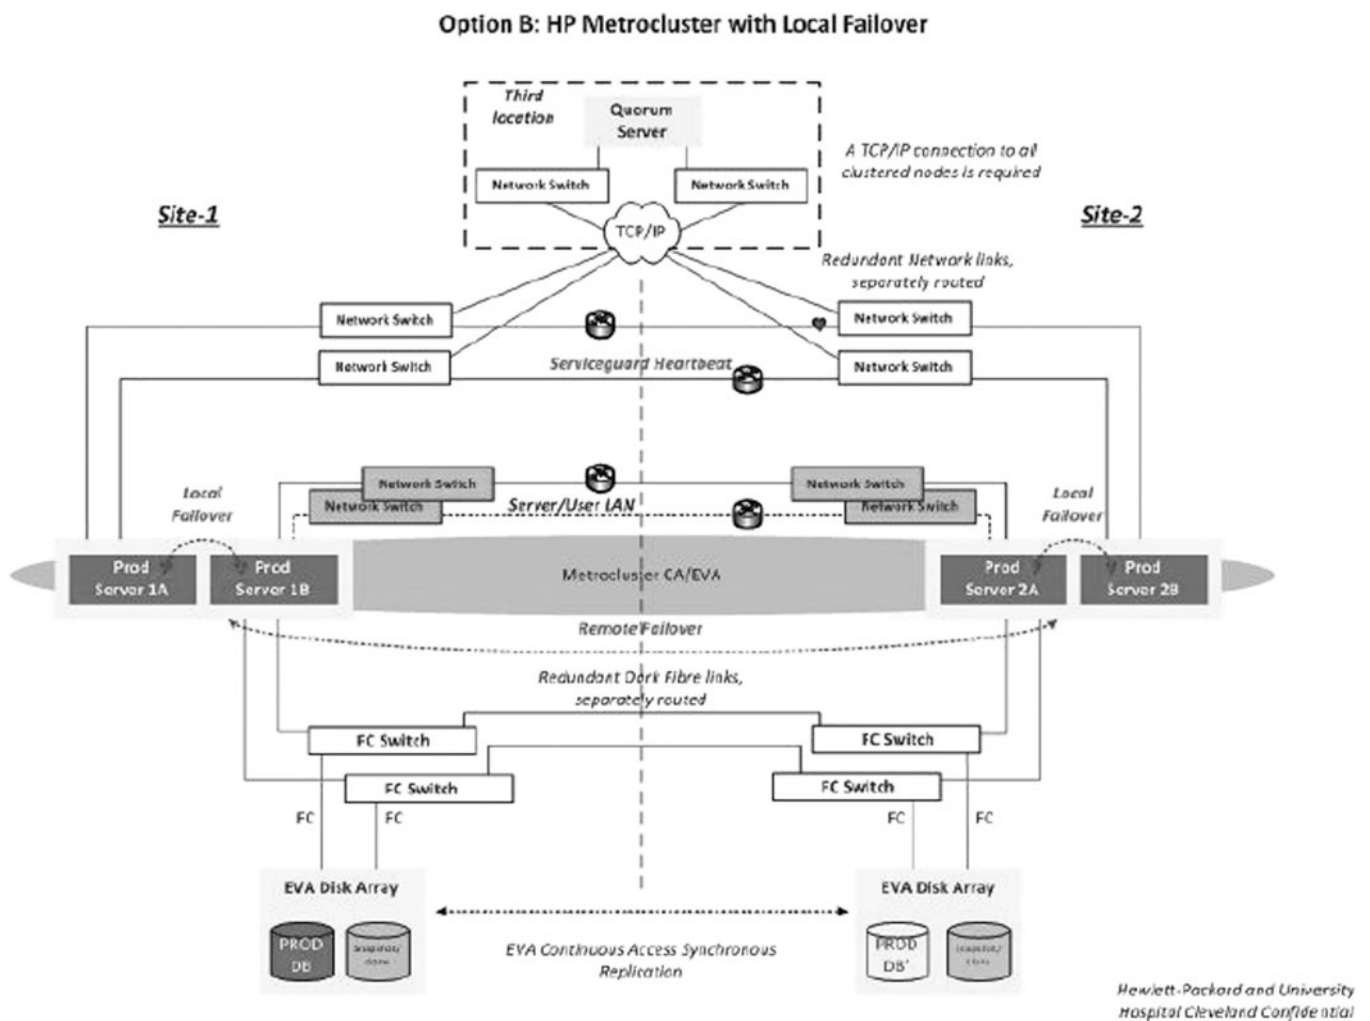 Option B: HP Metrocluster with Local Failover
Third
location
Quorum
Server
A TCP/IP connection to all
clustered nodes is required
Network Switch
Network Switch
Site-1
Site-2
TCP/IP
Redundant Network links,
separately routed
Network Switch
Network Switch
Network Switch
Serviceguard Heartbeat
Network Switch
Local
Failover
Network Switch
Network Switch
Server/User LAN
Network Switch
Network Switch
Local
Failover
Prod
Server 1A
Prod
Server 1B
Metrocluster CA/EVA
Prod
Server 2A
Prod
Server 2B
Remote Failover
Redundant Dark Fibre links,
separately routed
FC Switch
FC Switch
FC Switch
FC Switch
FC
FC
FC
FC
EVA Disk Array
EVA Disk Array
PROD
DB
Snapshot/
PROD
DB'
Snapshot/
EVA Continuous Access Synchronous
Replication
Hewlett-Packard and University
Hospital Cleveland Confidential